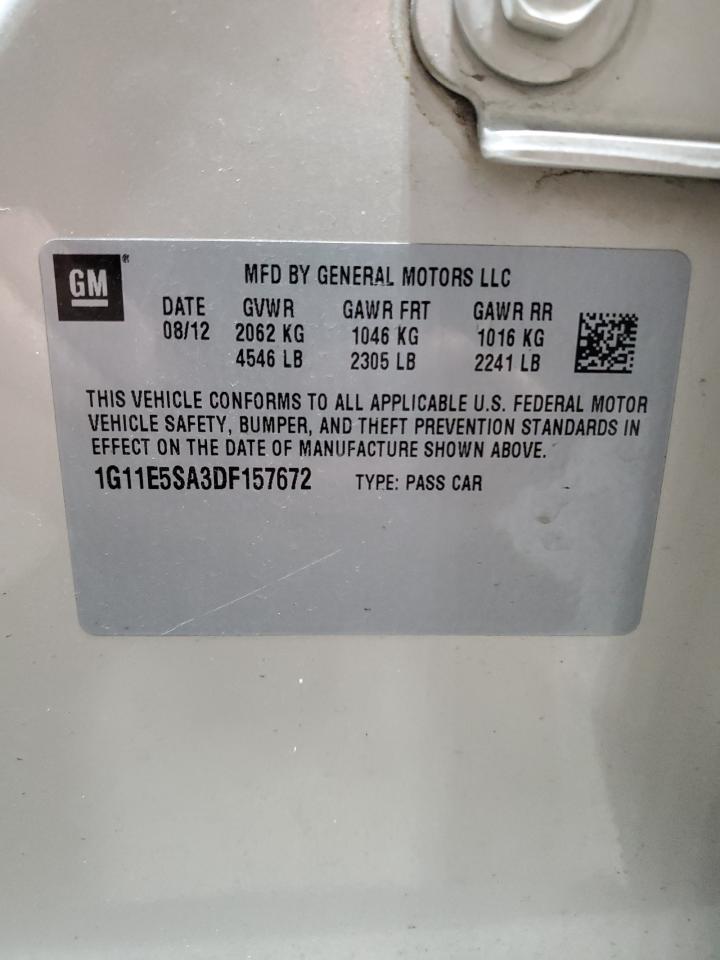 GM®
MFD BY GENERAL MOTORS LLC
DATE GVWR GAWR FRT GAWR RR
08/12 2062 KG 1046 KG 1016 KG
4546 LB 2305 LB 2241 LB
THIS VEHICLE CONFORMS TO ALL APPLICABLE U.S. FEDERAL MOTOR
VEHICLE SAFETY, BUMPER, AND THEFT PREVENTION STANDARDS IN
EFFECT ON THE DATE OF MANUFACTURE SHOWN ABOVE.
1G11E5SA3DF157672 TYPE: PASS CAR